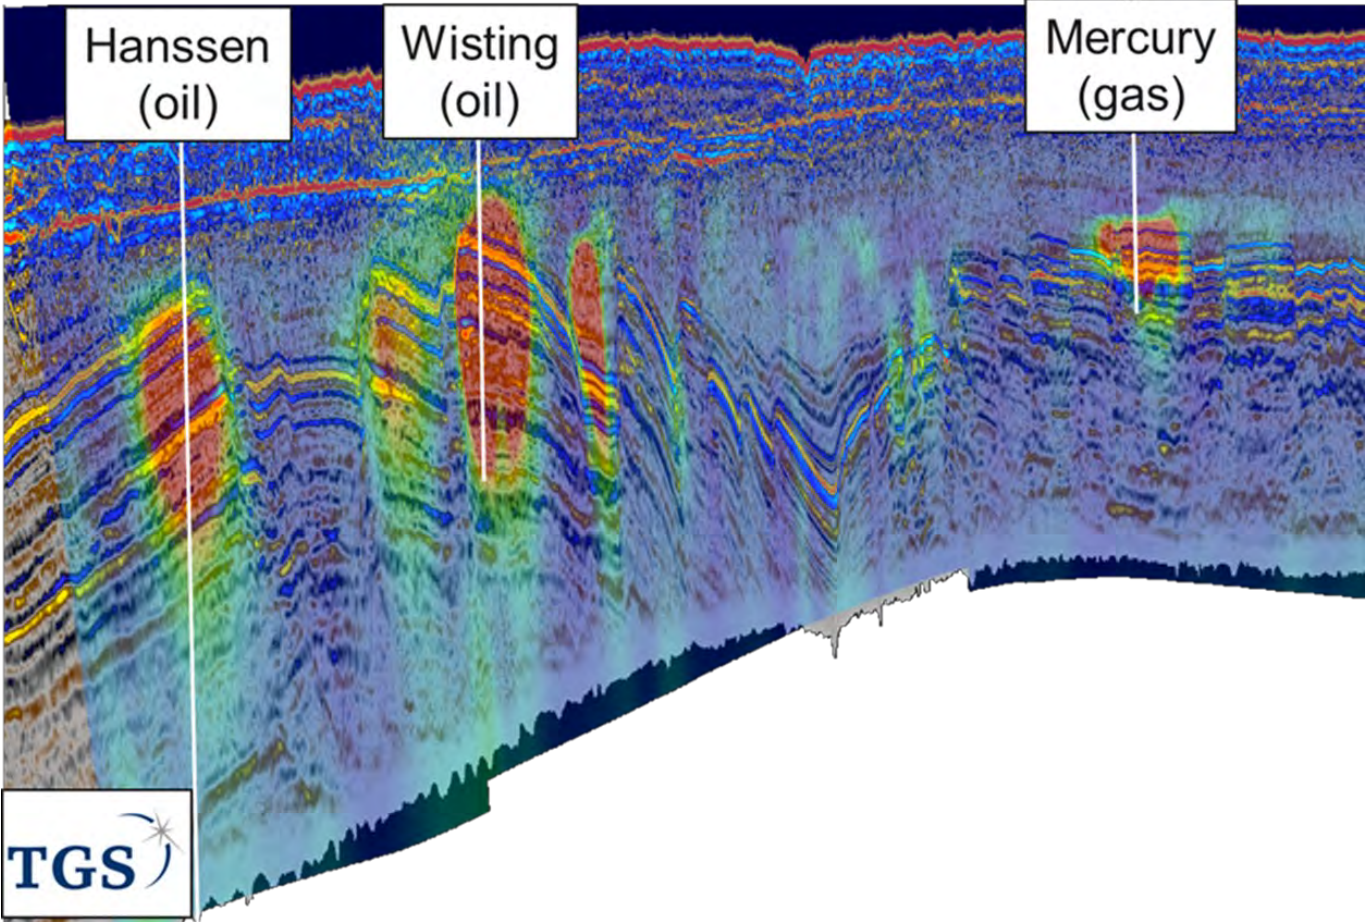 Hanssen
(oil)
Wisting
(oil)
Mercury
(gas)
TGS